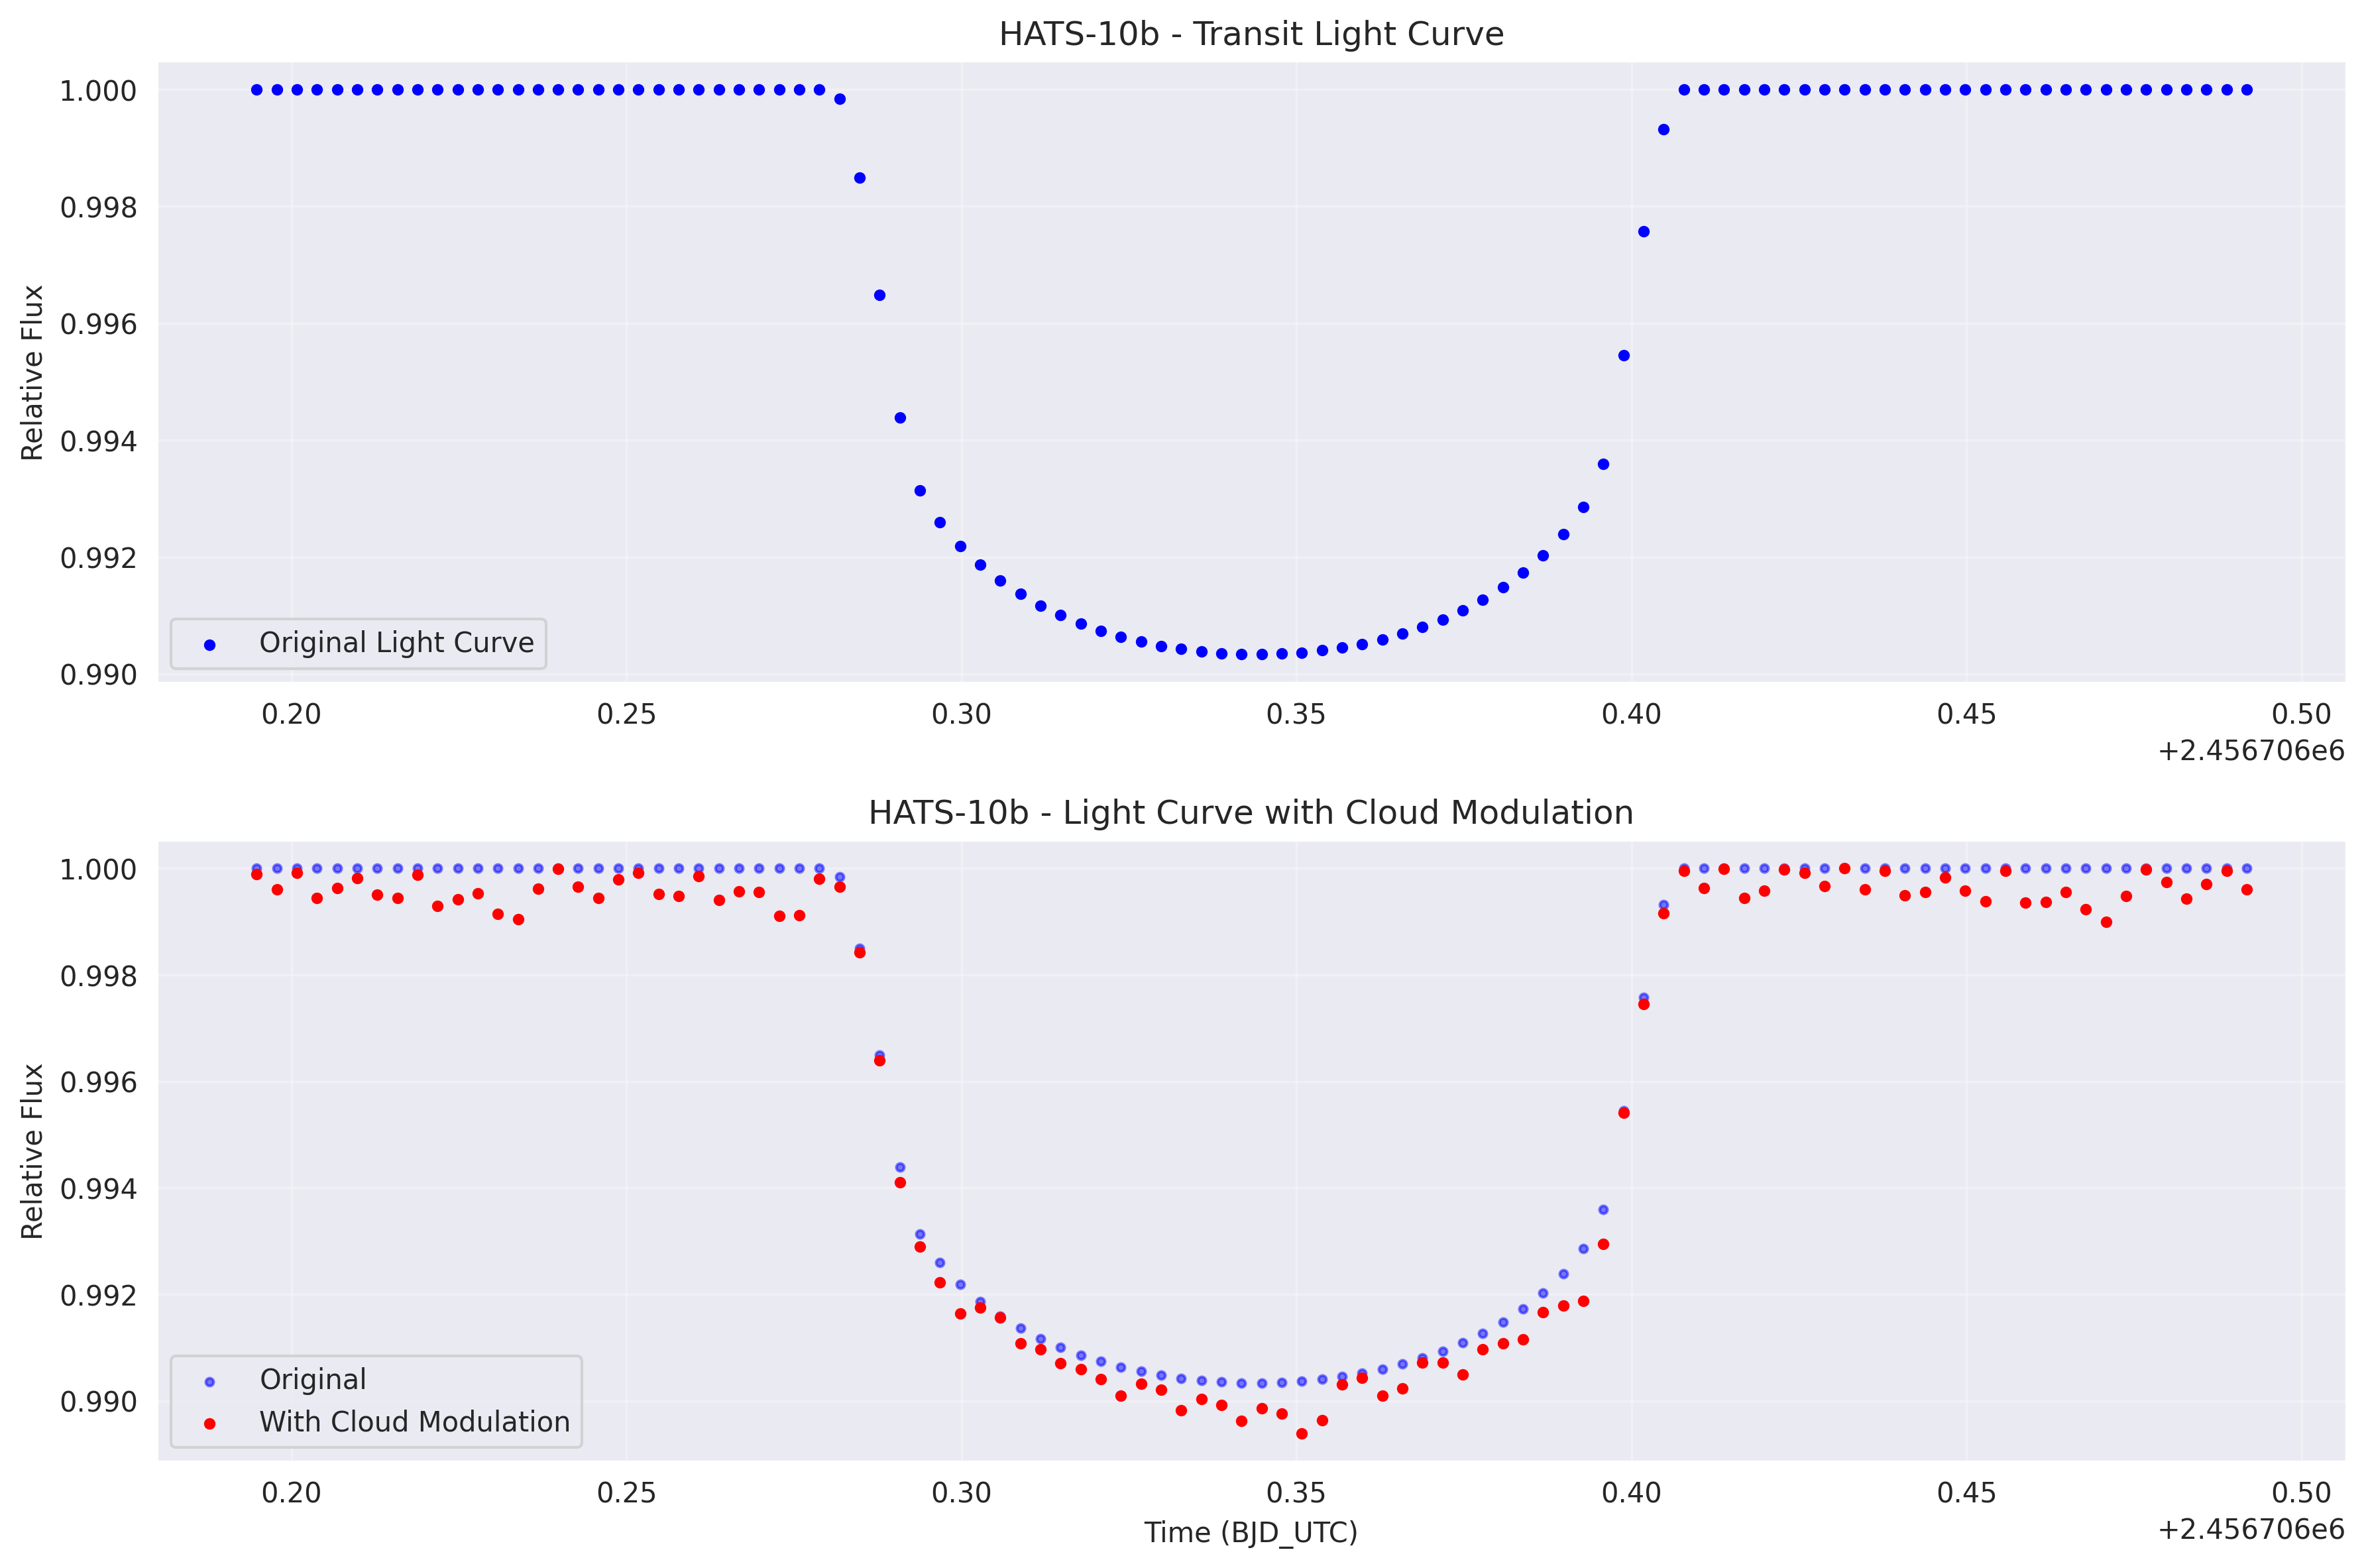 HATS-10b - Transit Light Curve
1.000
0.998
0.996
0.994
0.992
0.990
Relative Flux
Original Light Curve
0.20 0.25 0.30 0.35 0.40 0.45 0.50
+2.456706e6
HATS-10b - Light Curve with Cloud Modulation
1.000
0.998
0.996
0.994
0.992
0.990
Relative Flux
Original
With Cloud Modulation
0.20 0.25 0.30 0.35 0.40 0.45 0.50
Time (BJD_UTC)
+2.456706e6